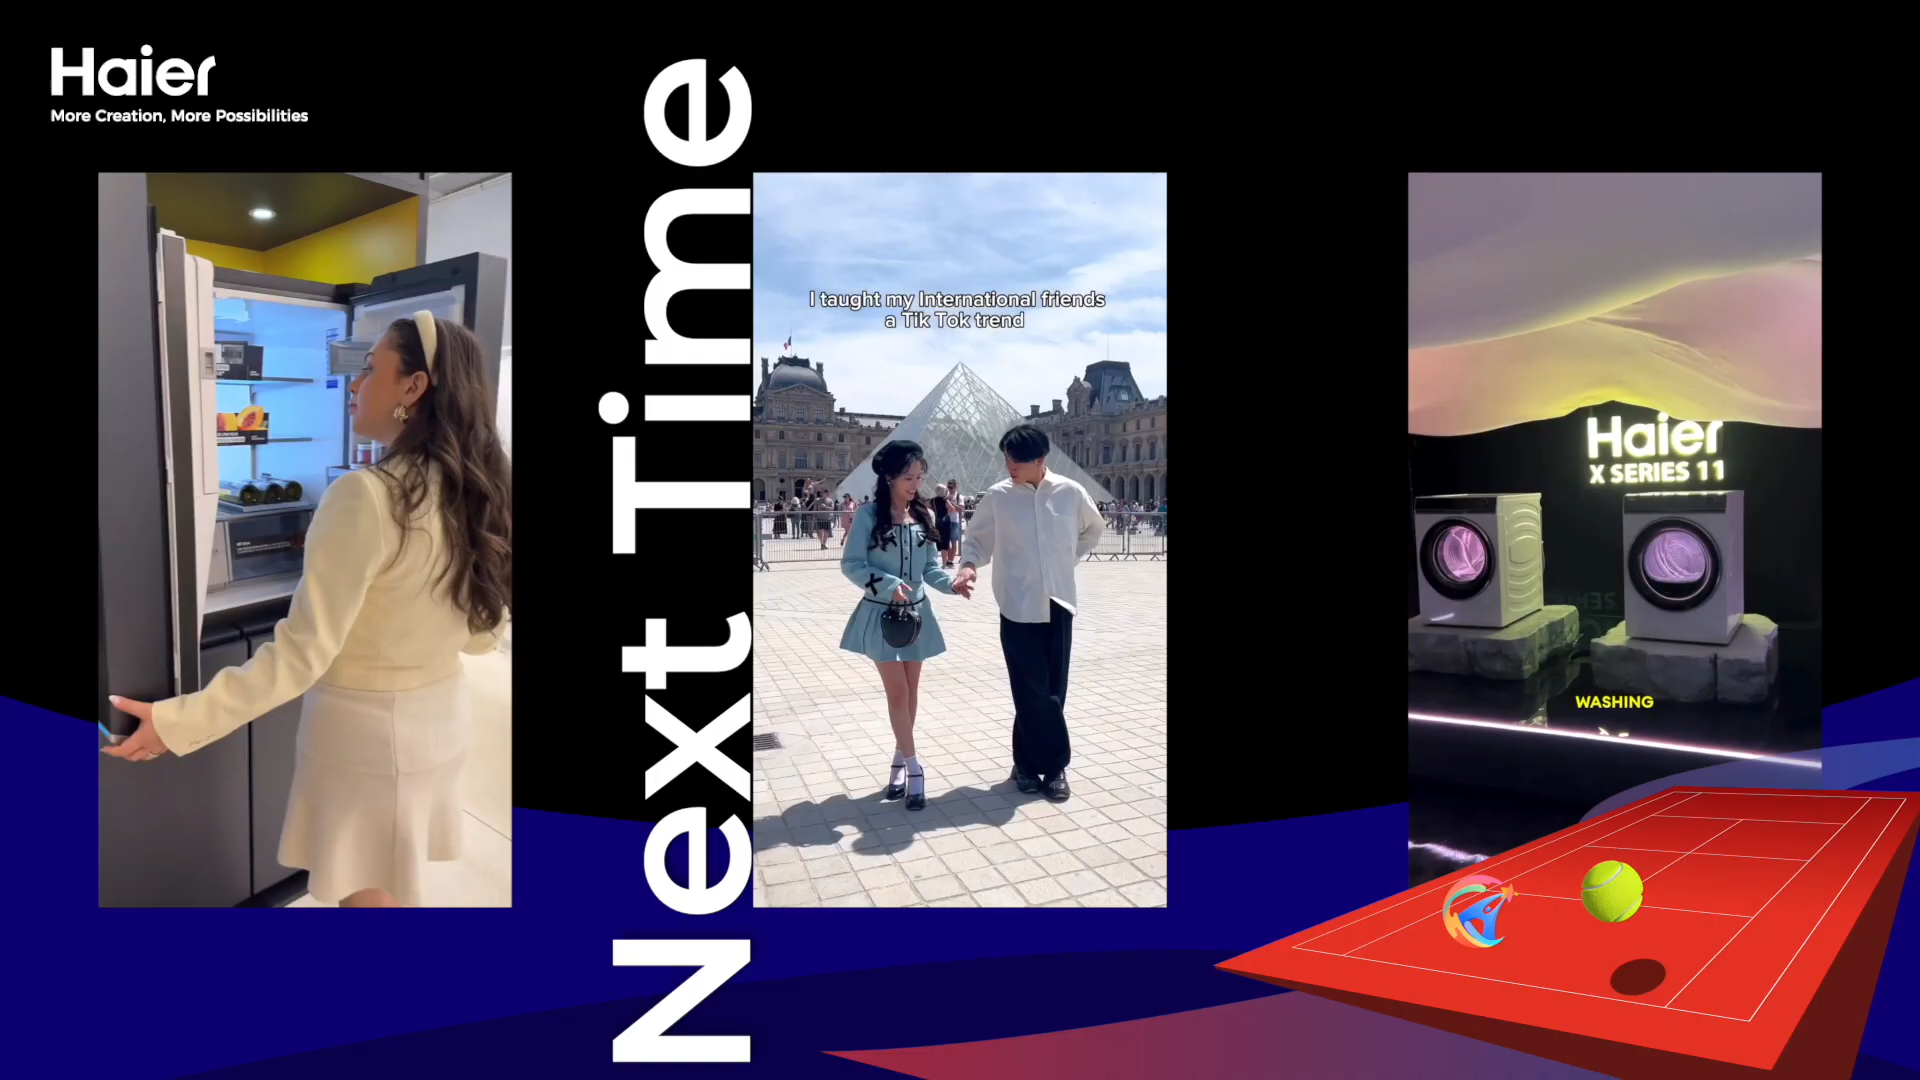 Haier
More Creation, More Possibilities
Next Time
I taught my International friends
a Tik Tok trend
Haier
X SERIES 11
WASHING